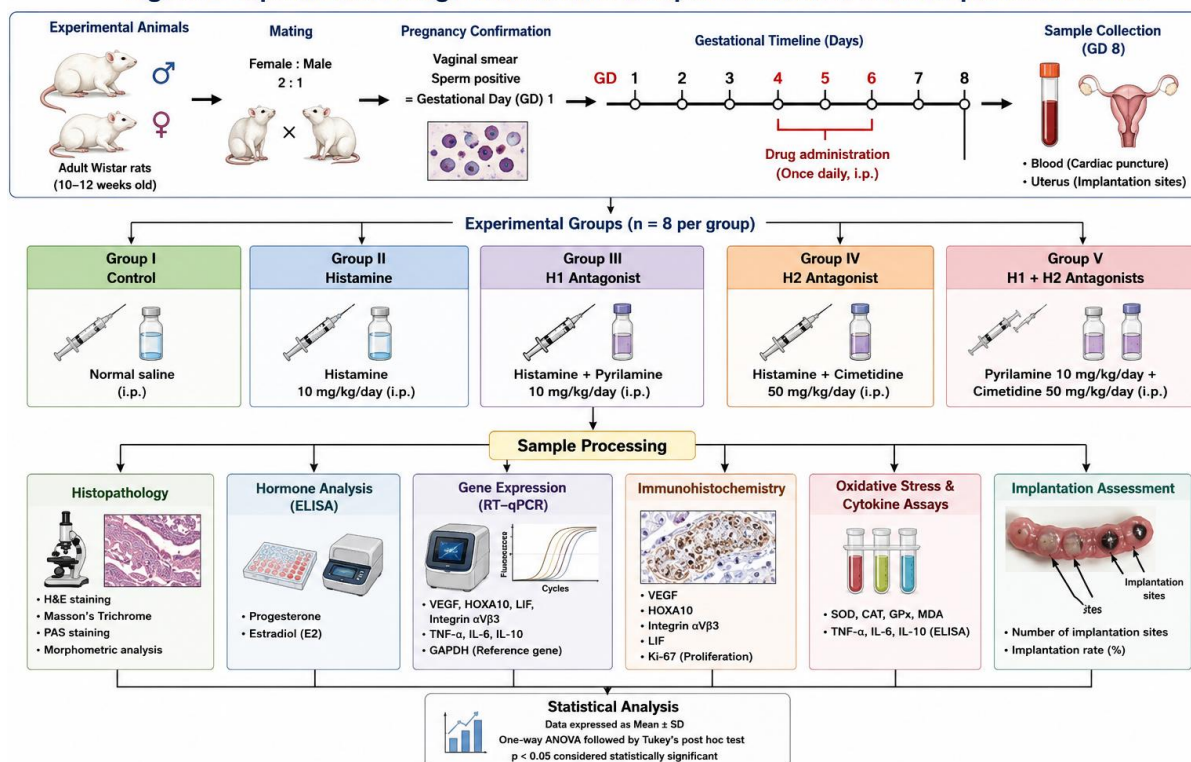 Experimental Animals
Adult Wistar rats
(10–12 weeks old)
Mating
Female : Male
2 : 1
×
Pregnancy Confirmation
Vaginal smear
Sperm positive
= Gestational Day (GD) 1
Gestational Timeline (Days)
GD 1 2 3 4 5 6 7 8
Drug administration
(Once daily, i.p.)
Sample Collection
(GD 8)
• Blood (Cardiac puncture)
• Uterus (Implantation sites)
Experimental Groups (n = 8 per group)
Group I
Control
Normal saline
(i.p.)
Group II
Histamine
Histamine
10 mg/kg/day (i.p.)
Group III
H1 Antagonist
Histamine + Pyrilamine
10 mg/kg/day (i.p.)
Group IV
H2 Antagonist
Histamine + Cimetidine
50 mg/kg/day (i.p.)
Group V
H1 + H2 Antagonists
Pyrilamine 10 mg/kg/day +
Cimetidine 50 mg/kg/day (i.p.)
Sample Processing
Histopathology
• H&E staining
• Masson's Trichrome
• PAS staining
• Morphometric analysis
Hormone Analysis
(ELISA)
• Progesterone
• Estradiol (E2)
Gene Expression
(RT–qPCR)
Cycles
• VEGF, HOXA10, LIF,
Integrin αVβ3
• TNF-α, IL-6, IL-10
• GAPDH (Reference gene)
Immunohistochemistry
• VEGF
• HOXA10
• Integrin αVβ3
• LIF
• Ki-67 (Proliferation)
Oxidative Stress &
Cytokine Assays
• SOD, CAT, GPx, MDA
• TNF-α, IL-6, IL-10 (ELISA)
Implantation Assessment
Implantation
sites
• Number of implantation sites
• Implantation rate (%)
Statistical Analysis
Data expressed as Mean ± SD
One-way ANOVA followed by Tukey's post hoc test
p < 0.05 considered statistically significant